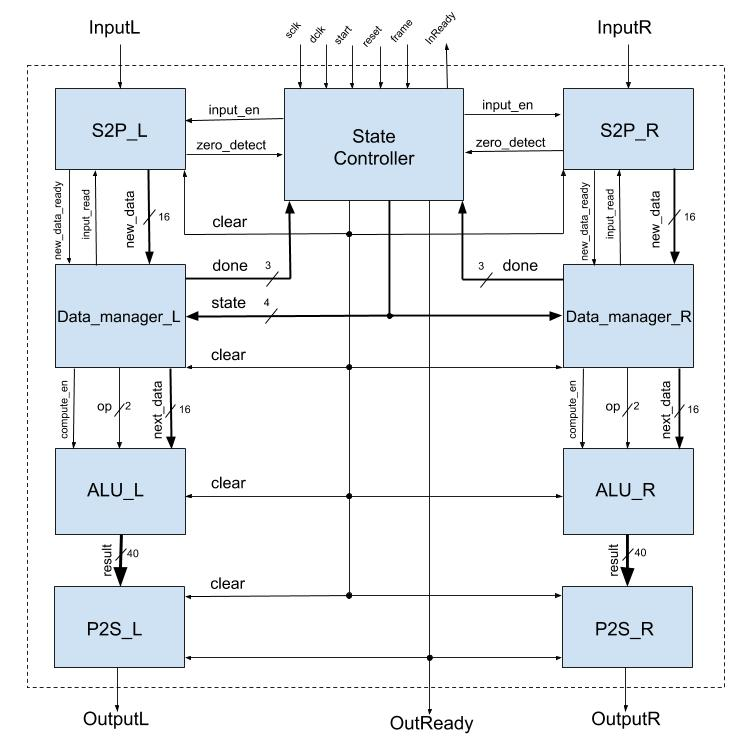 InputL
sclk
dclk
start
reset
frame
InReady
InputR
S2P_L
input_en
zero_detect
State
Controller
input_en
zero_detect
S2P_R
new_data_ready
input_read
new_data
16
clear
new_data_ready
input_read
new_data
16
done
3
3
done
Data_manager_L
state
4
Data_manager_R
clear
compute_en
op
2
next_data
16
compute_en
op
2
next_data
16
ALU_L
clear
ALU_R
result
40
result
40
clear
P2S_L
P2S_R
OutputL
OutReady
OutputR